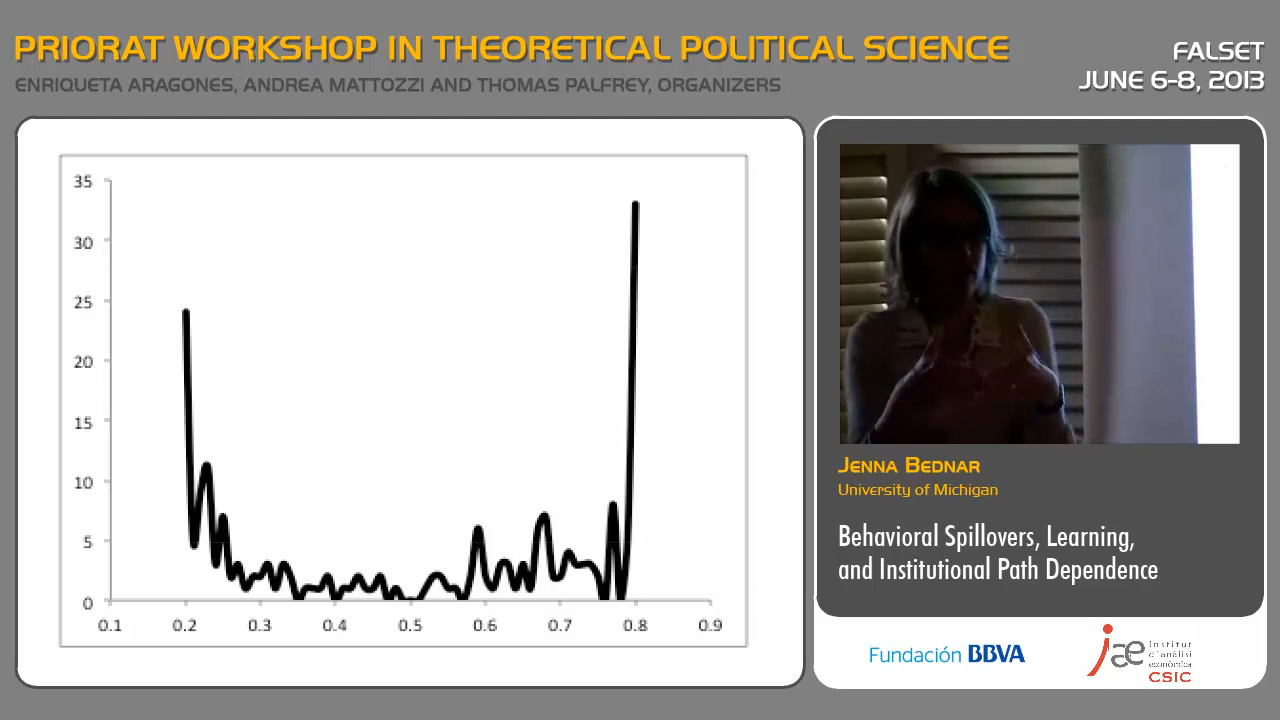 PRIORAT WORKSHOP IN THEORETICAL POLITICAL SCIENCE
ENRIQUETA ARAGONES, ANDREA MATTOZZI AND THOMAS PALFREY, ORGANIZERS
FALSET
JUNE 6-8, 2013
35
30
25
20
15
10
5
0
0.1 0.2 0.3 0.4 0.5 0.6 0.7 0.8 0.9
JENNA BEDNAR
University of Michigan
Behavioral Spillovers, Learning,
and Institutional Path Dependence
Fundación BBVA
iae
Institut
d'anàlisi
econòmica
CSIC